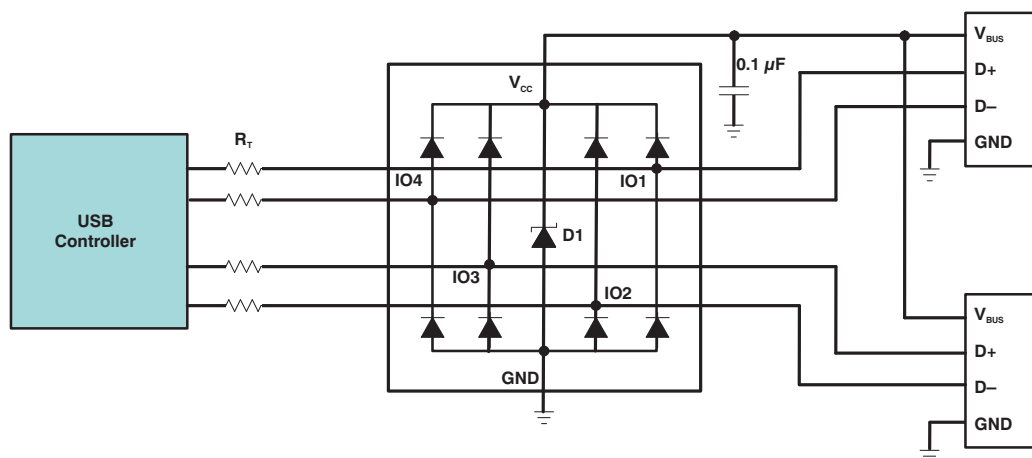 V_BUS
0.1 µF
D+
V_CC
D–
R_T
GND
IO4
IO1
USB
Controller
D1
IO3
IO2
V_BUS
D+
GND
D–
GND